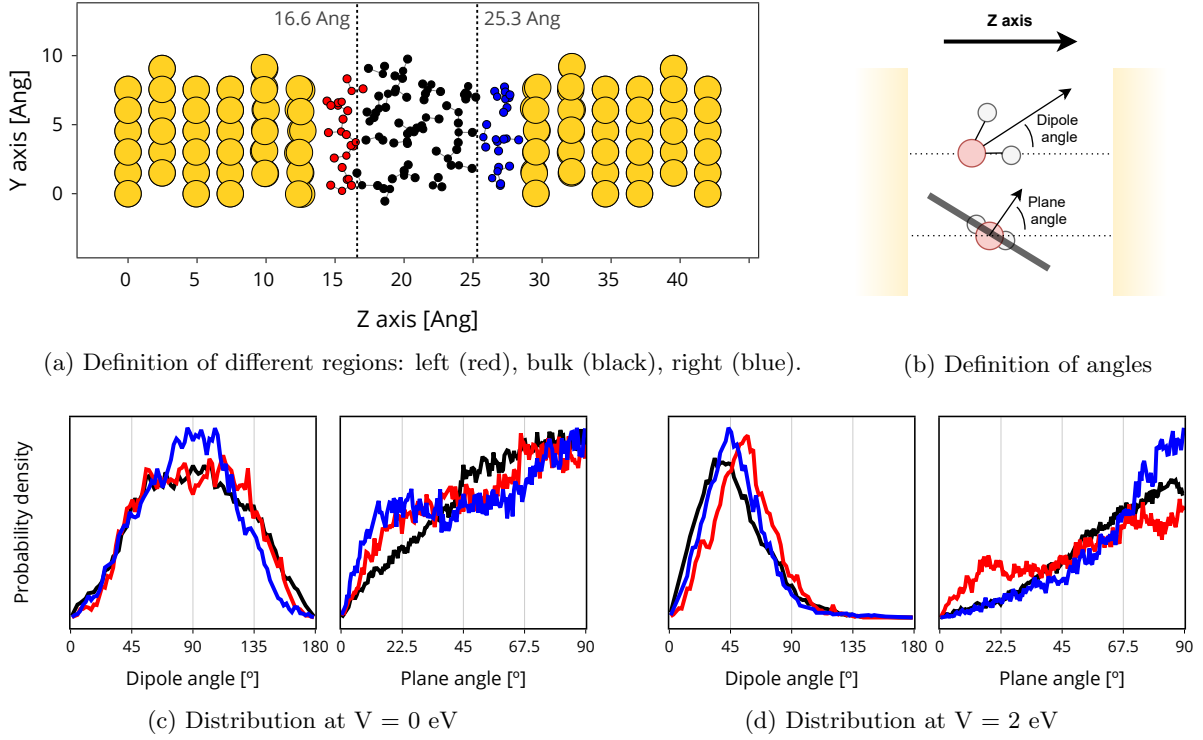 16.6 Ang
25.3 Ang
10
5
0
Y axis [Ang]
0 5 10 15 20 25 30 35 40
Z axis [Ang]
(a) Definition of different regions: left (red), bulk (black), right (blue).
Z axis
Dipole
angle
Plane
angle
(b) Definition of angles
Probability density
0 45 90 135 180
Dipole angle [º]
0 22.5 45 67.5 90
Plane angle [º]
(c) Distribution at V = 0 eV
0 45 90 135 180
Dipole angle [º]
0 22.5 45 67.5 90
Plane angle [º]
(d) Distribution at V = 2 eV